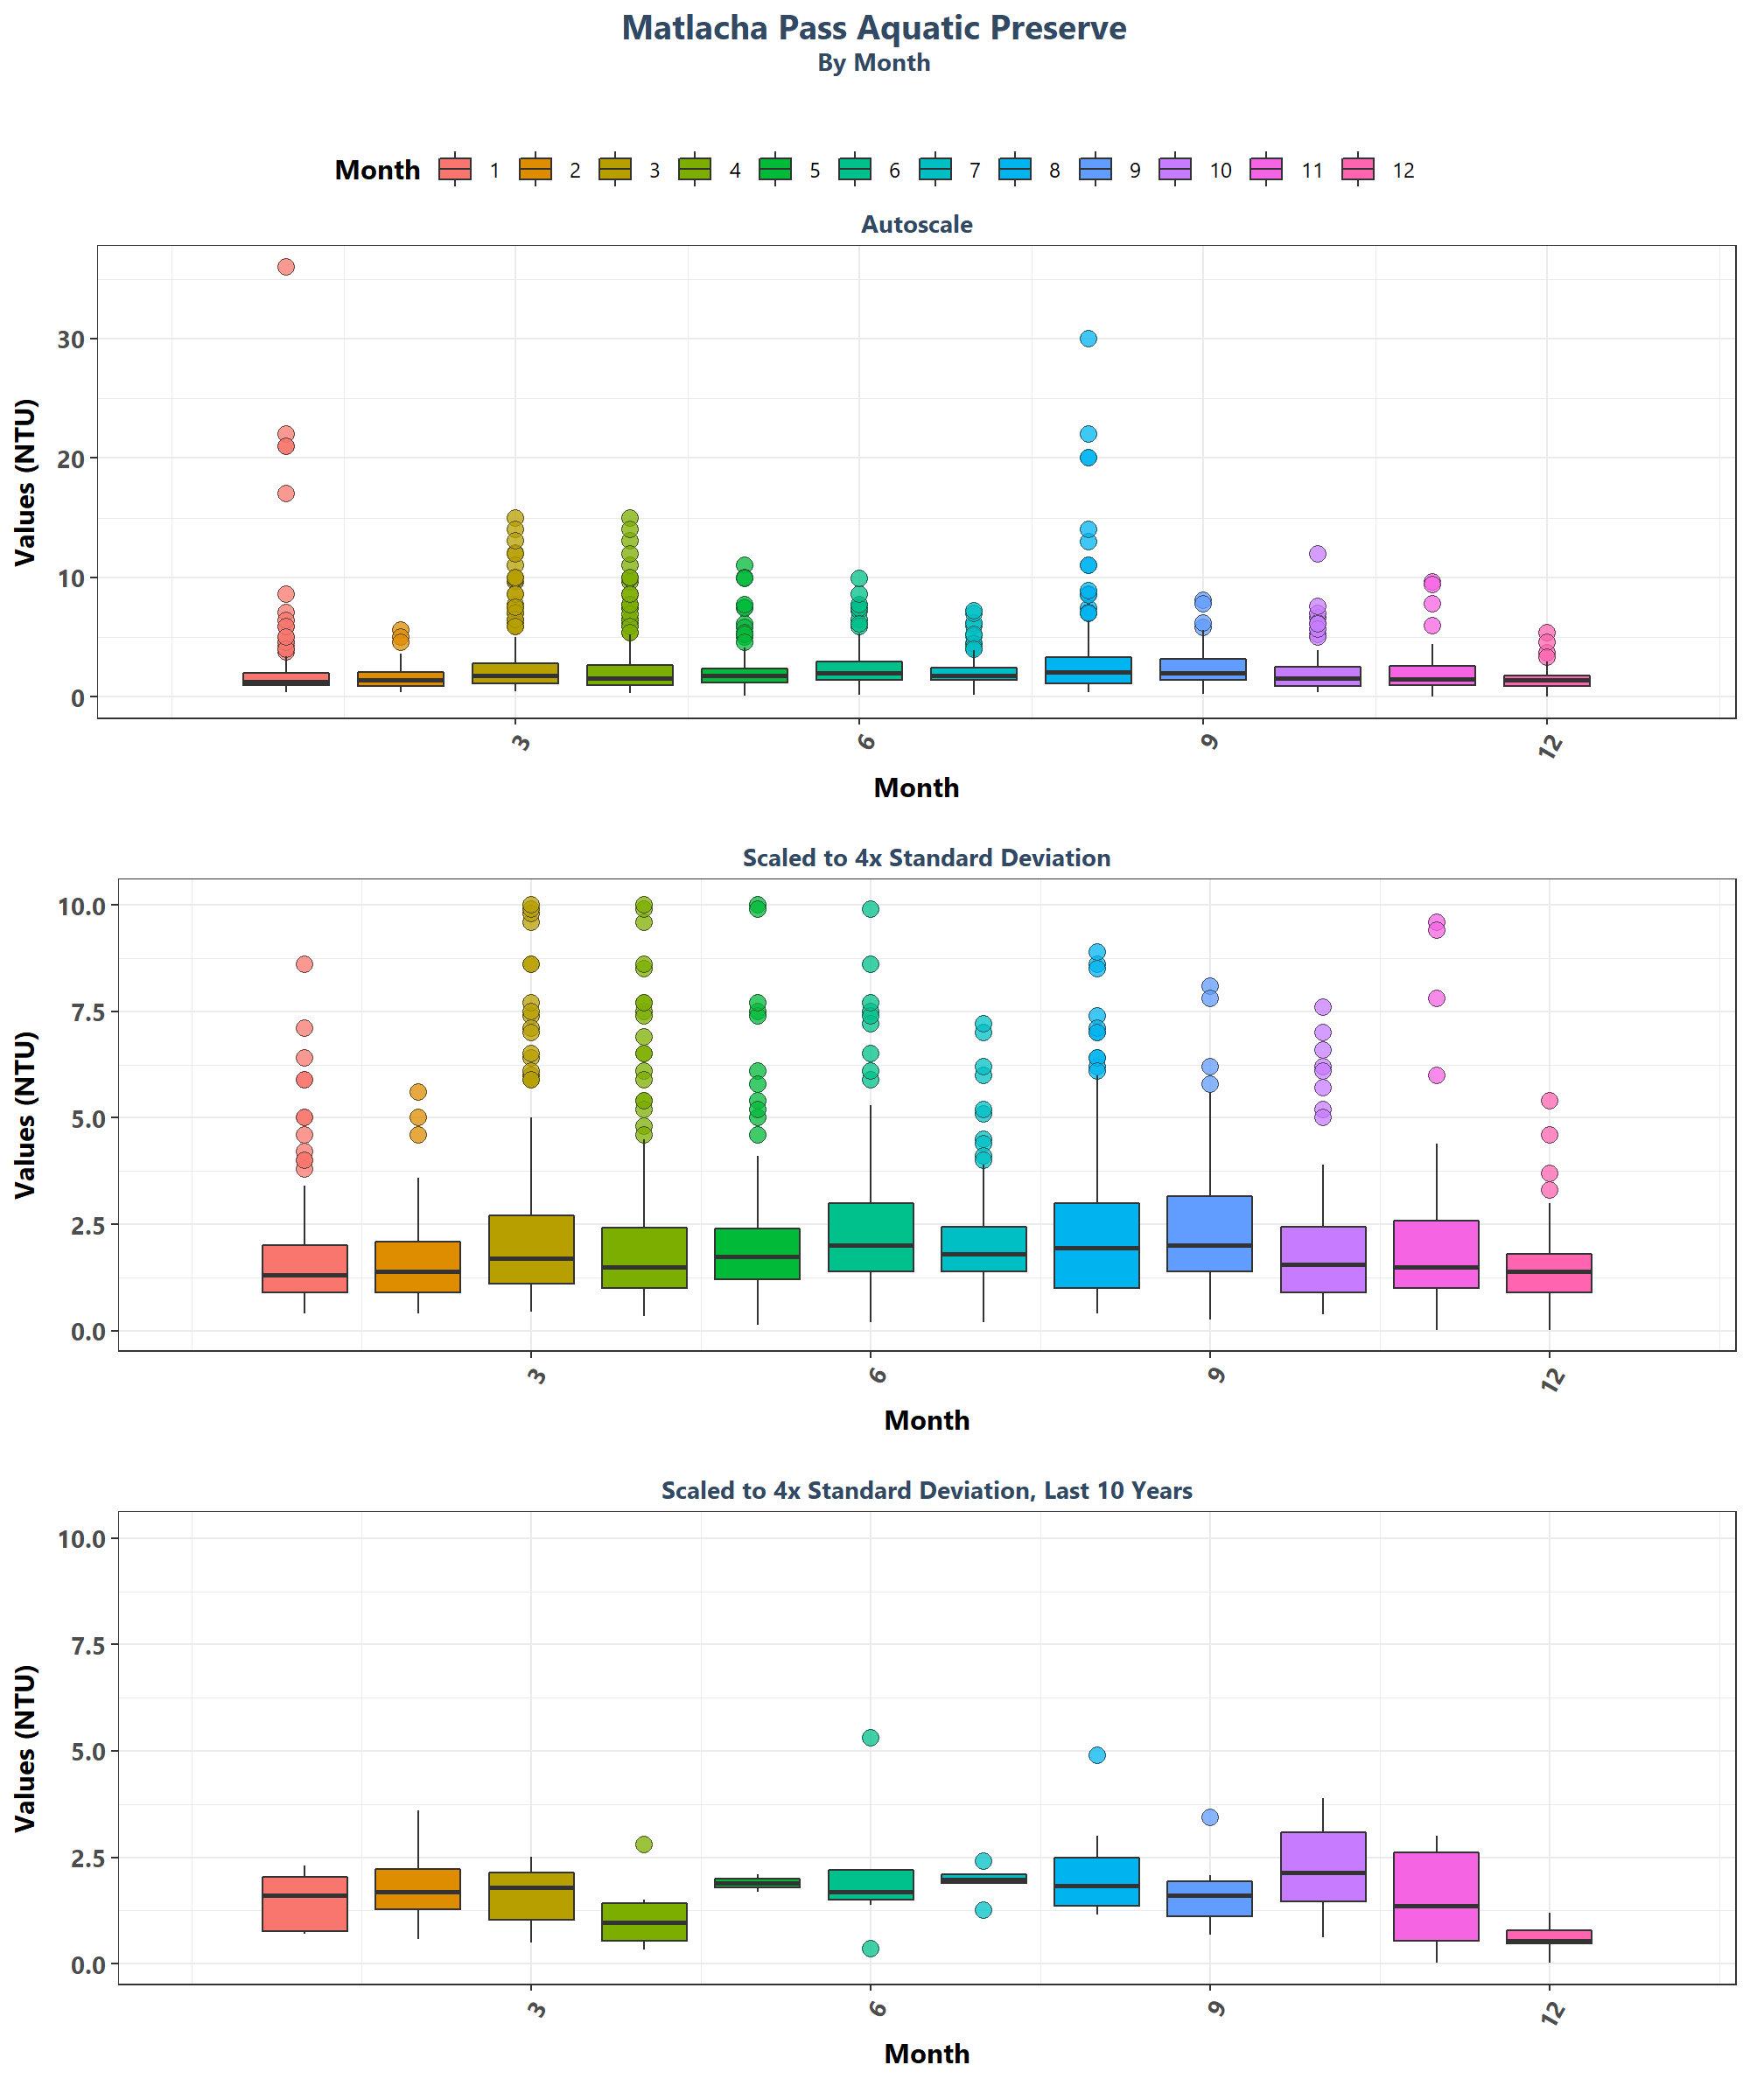 Matlacha Pass Aquatic Preserve
By Month
Month 1 2 3 4 5 6 7 8 9 10 11 12
Autoscale
Values (NTU)
30
20
10
0
3 6 9 12
Month
Scaled to 4x Standard Deviation
Values (NTU)
10.0
7.5
5.0
2.5
0.0
3 6 9 12
Month
Scaled to 4x Standard Deviation, Last 10 Years
Values (NTU)
10.0
7.5
5.0
2.5
0.0
3 6 9 12
Month